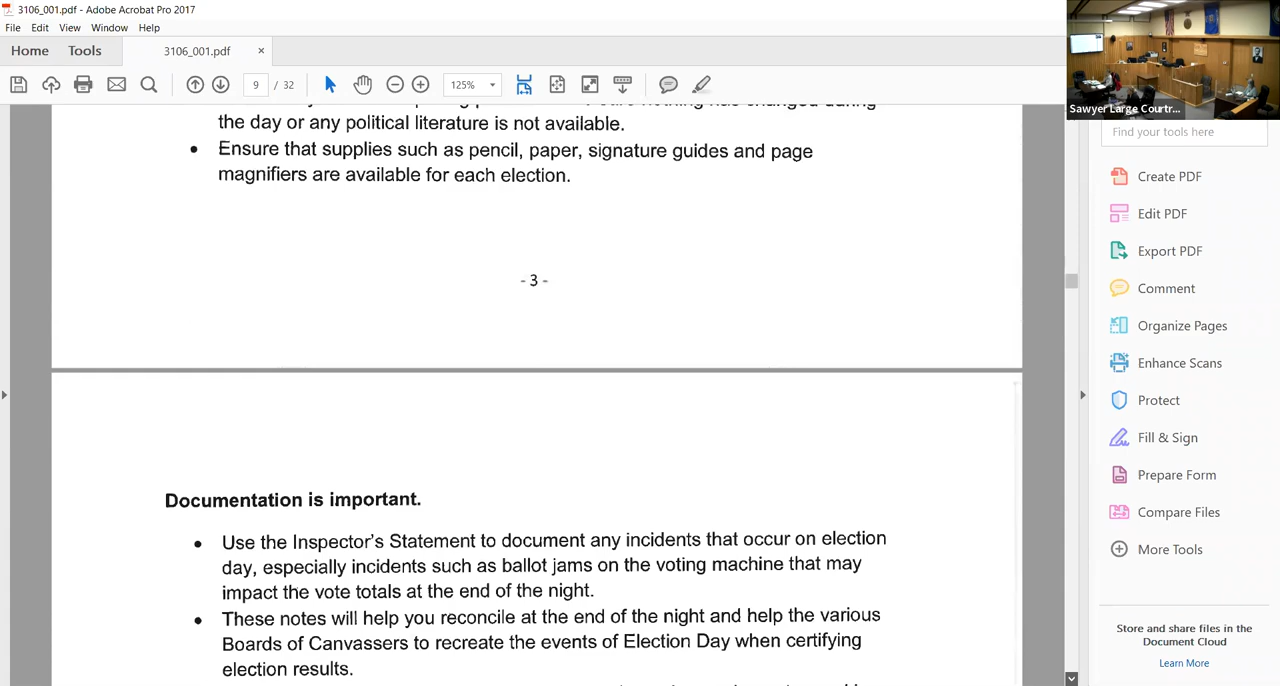 3106_001.pdf - Adobe Acrobat Pro 2017
File Edit View Window Help
Home Tools 3106_001.pdf ×
9 / 32 125%
nothing has changed during
the day or any political literature is not available.
• Ensure that supplies such as pencil, paper, signature guides and page
magnifiers are available for each election.
- 3 -
Documentation is important.
• Use the Inspector's Statement to document any incidents that occur on election
day, especially incidents such as ballot jams on the voting machine that may
impact the vote totals at the end of the night.
• These notes will help you reconcile at the end of the night and help the various
Boards of Canvassers to recreate the events of Election Day when certifying
election results.
Sawyer Large Courtr...
Find your tools here
Create PDF
Edit PDF
Export PDF
Comment
Organize Pages
Enhance Scans
Protect
Fill & Sign
Prepare Form
Compare Files
More Tools
Store and share files in the
Document Cloud
Learn More